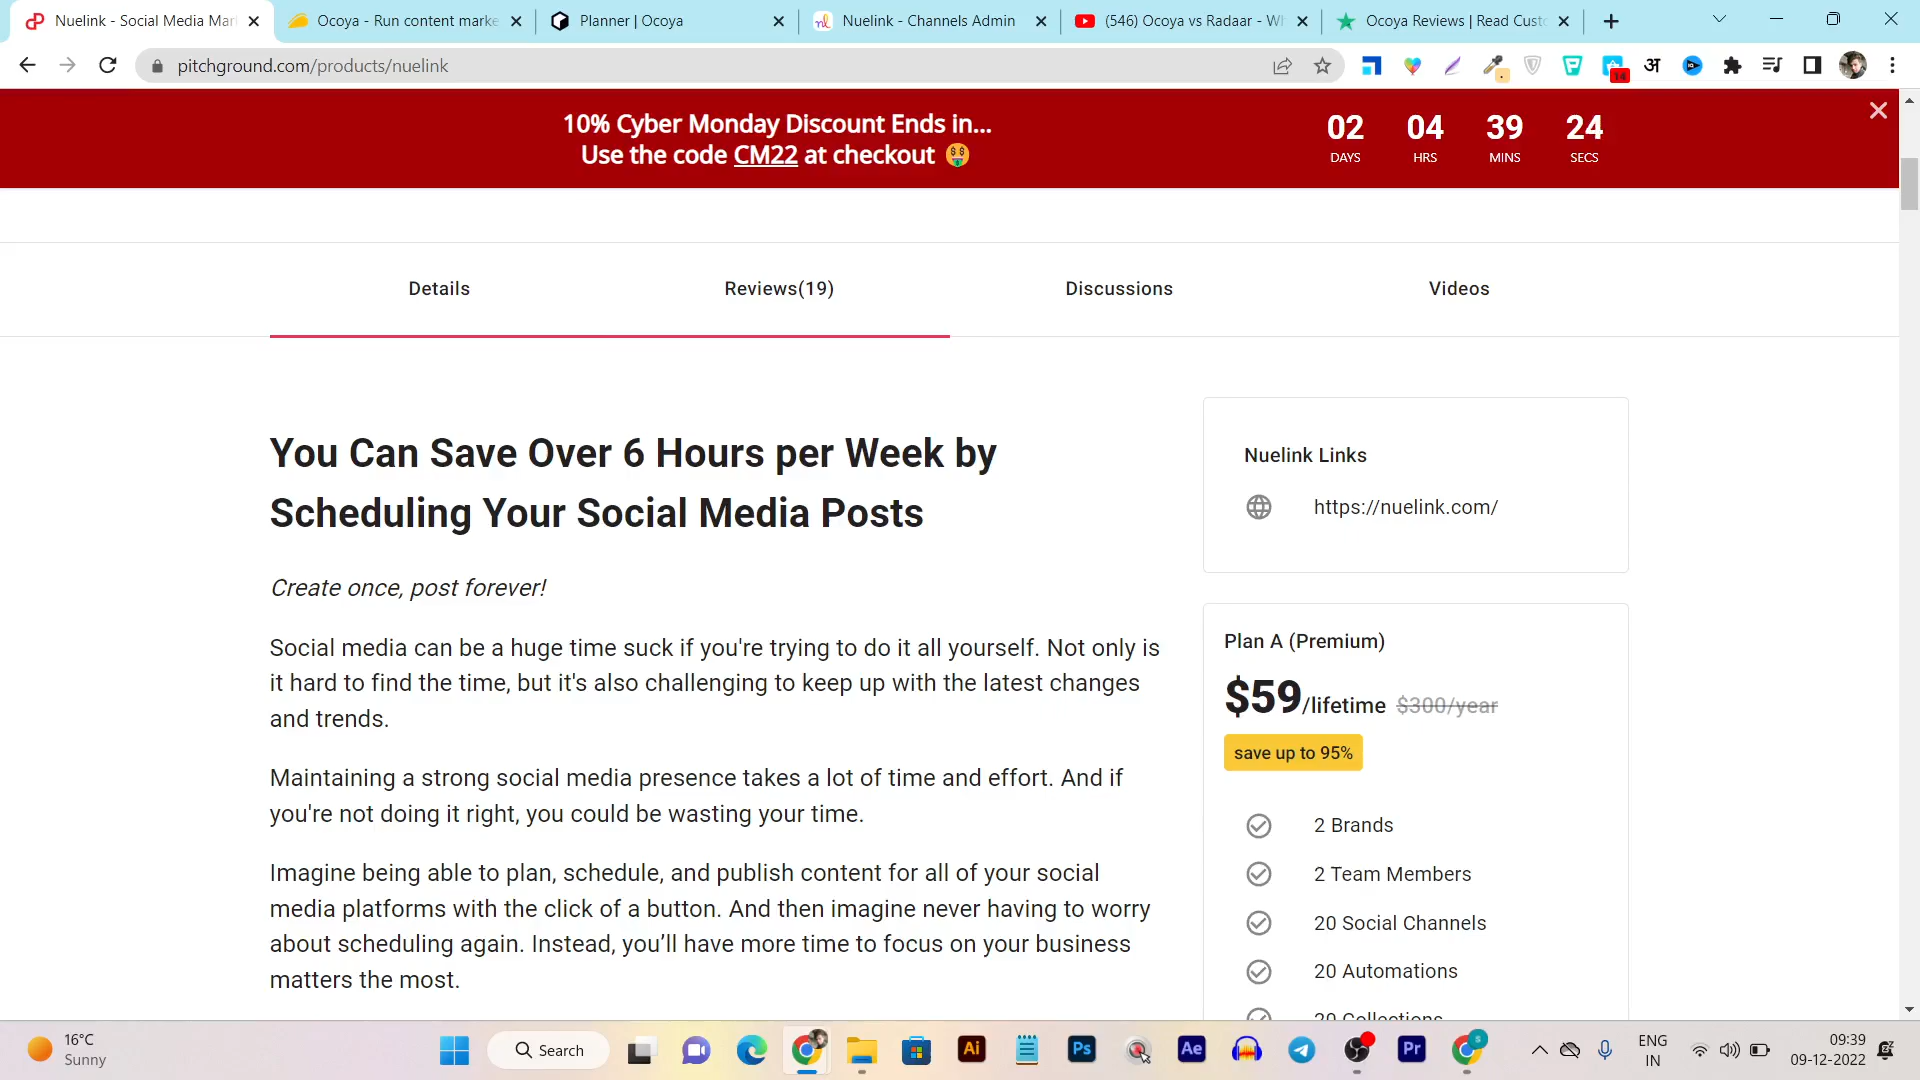 Nuelink - Social Media Mar
Ocoya - Run content marke
Planner | Ocoya
Nuelink - Channels Admin
(546) Ocoya vs Radaar - Wh
Ocoya Reviews | Read Custo
pitchground.com/products/nuelink
14
अ
10% Cyber Monday Discount Ends in...
Use the code CM22 at checkout
02 04 39 24
DAYS HRS MINS SECS
Details
Reviews(19)
Discussions
Videos
You Can Save Over 6 Hours per Week by
Scheduling Your Social Media Posts
Create once, post forever!
Social media can be a huge time suck if you're trying to do it all yourself. Not only is
it hard to find the time, but it's also challenging to keep up with the latest changes
and trends.
Maintaining a strong social media presence takes a lot of time and effort. And if
you're not doing it right, you could be wasting your time.
Imagine being able to plan, schedule, and publish content for all of your social
media platforms with the click of a button. And then imagine never having to worry
about scheduling again. Instead, you’ll have more time to focus on your business
matters the most.
Nuelink Links
https://nuelink.com/
Plan A (Premium)
$59/lifetime $300/year
save up to 95%
2 Brands
2 Team Members
20 Social Channels
20 Automations
20 Collections
16°C
Sunny
Search
Ai
Ps
Ae
Pr
S
ENG
IN
09:39
09-12-2022